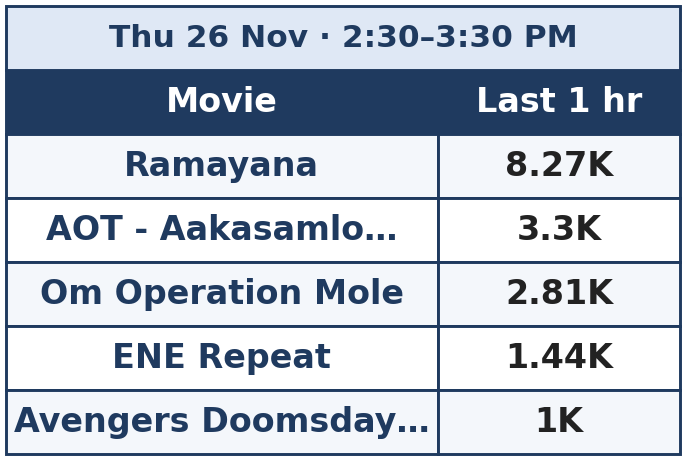 Thu 26 Nov · 2:30–3:30 PM
Movie Last 1 hr
Ramayana 8.27K
AOT - Aakasamlo... 3.3K
Om Operation Mole 2.81K
ENE Repeat 1.44K
Avengers Doomsday... 1K